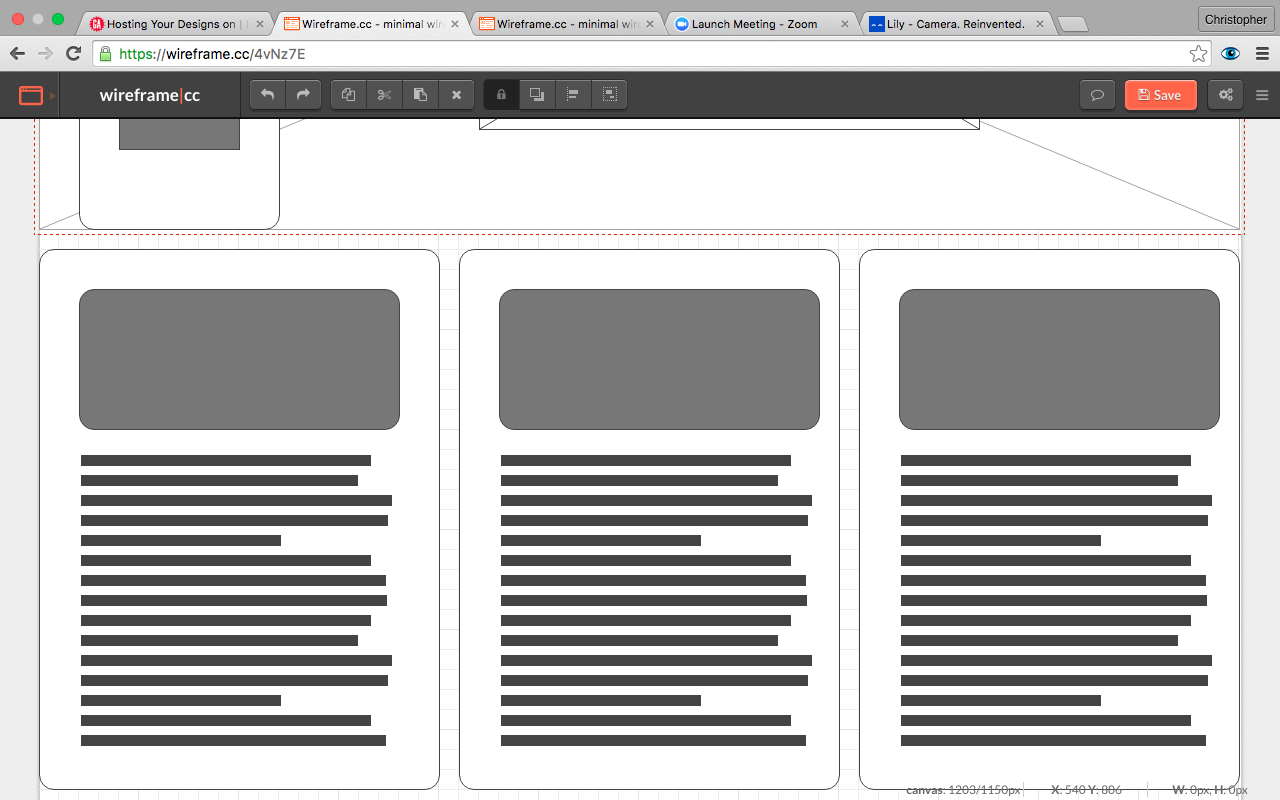 Hosting Your Designs on |
Wireframe.cc - minimal wir
Wireframe.cc - minimal wir
Launch Meeting - Zoom
Lily - Camera. Reinvented.
Christopher
https://wireframe.cc/4vNz7E
wireframe|cc
Save
canvas: 1203/1150px
X: 540 Y: 806
W: 0px, H: 0px